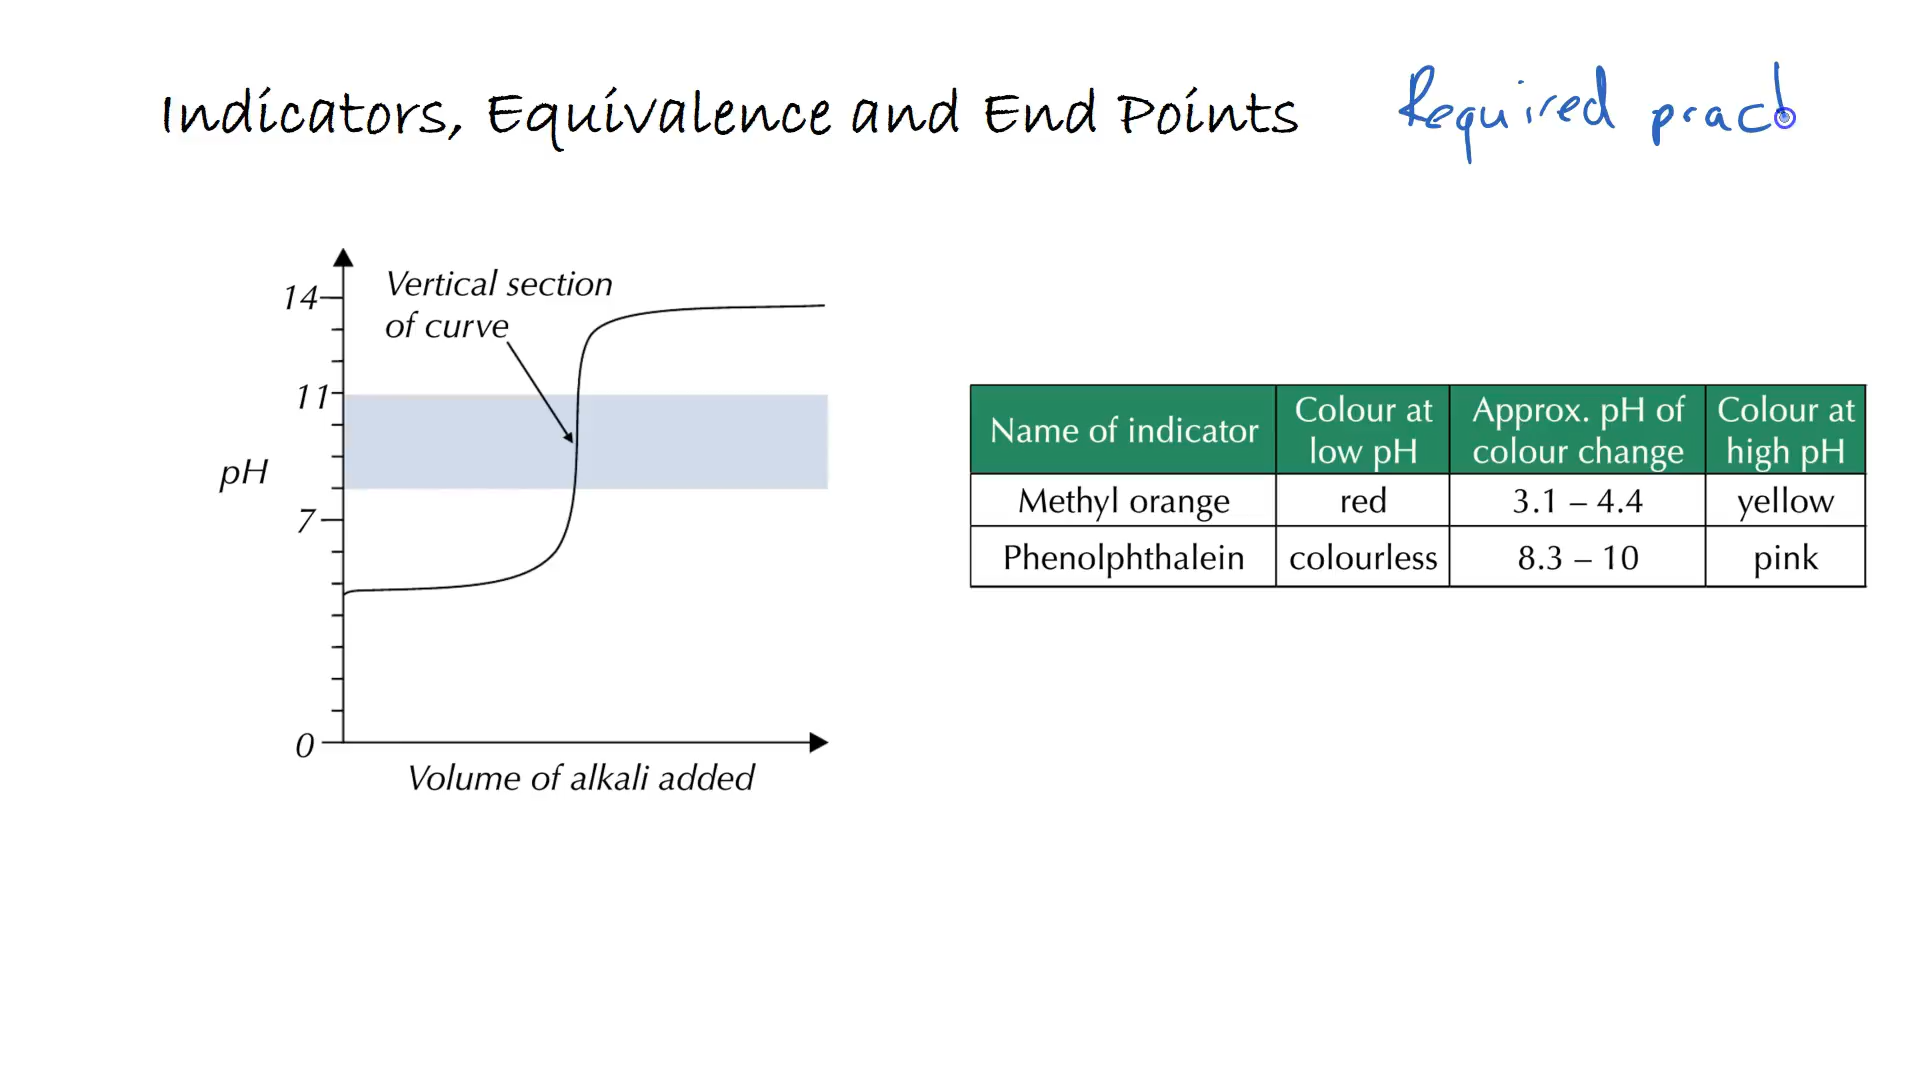 Indicators, Equivalence and End Points
Required pract
14
Vertical section
of curve
11
pH
7
0
Volume of alkali added
Name of indicator Colour at low pH Approx. pH of colour change Colour at high pH
Methyl orange red 3.1 – 4.4 yellow
Phenolphthalein colourless 8.3 – 10 pink